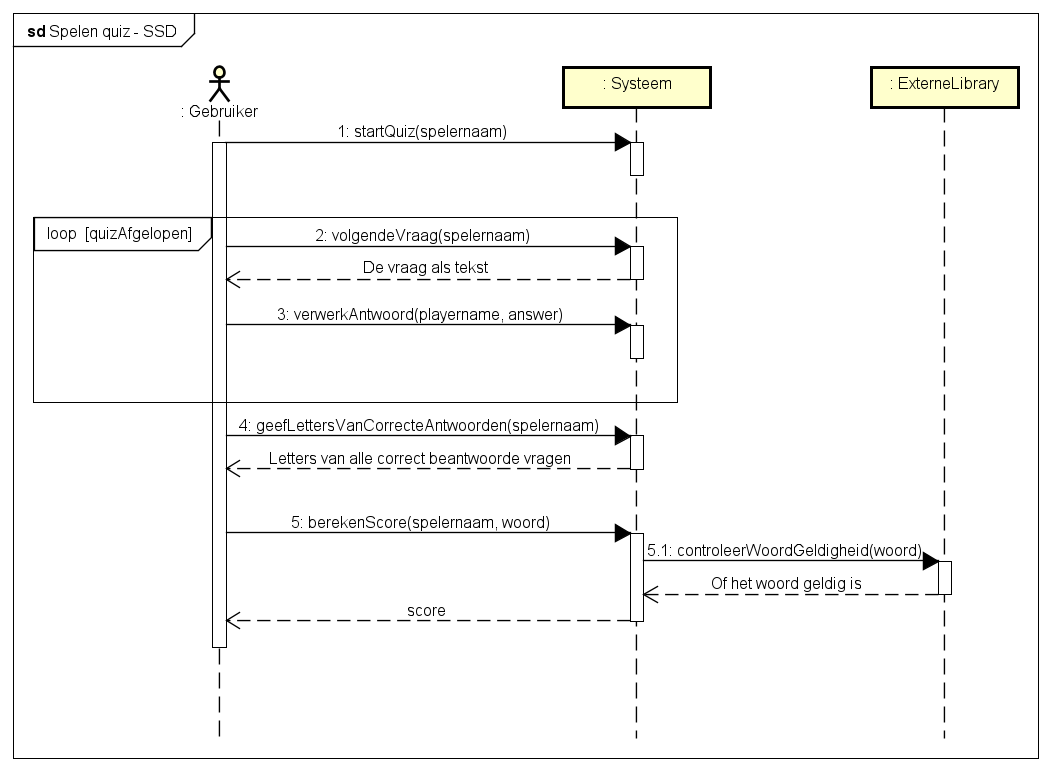 sd Spelen quiz - SSD
: Gebruiker
: Systeem
: ExterneLibrary
1: startQuiz(spelernaam)
loop [quizAfgelopen]
2: volgendeVraag(spelernaam)
De vraag als tekst
3: verwerkAntwoord(playername, answer)
4: geefLettersVanCorrecteAntwoorden(spelernaam)
Letters van alle correct beantwoorde vragen
5: berekenScore(spelernaam, woord)
5.1: controleerWoordGeldigheid(woord)
Of het woord geldig is
score